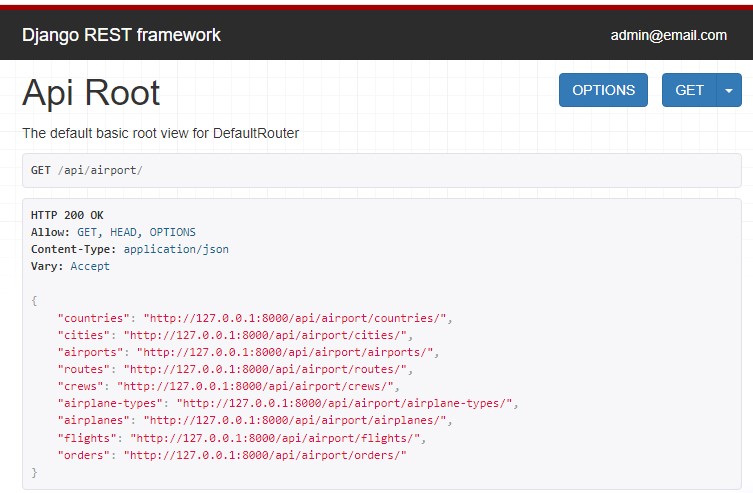 Django REST framework
admin@email.com
Api Root
OPTIONS
GET
The default basic root view for DefaultRouter
GET /api/airport/
HTTP 200 OK
Allow: GET, HEAD, OPTIONS
Content-Type: application/json
Vary: Accept
{
    "countries": "http://127.0.0.1:8000/api/airport/countries/",
    "cities": "http://127.0.0.1:8000/api/airport/cities/",
    "airports": "http://127.0.0.1:8000/api/airport/airports/",
    "routes": "http://127.0.0.1:8000/api/airport/routes/",
    "crews": "http://127.0.0.1:8000/api/airport/crews/",
    "airplane-types": "http://127.0.0.1:8000/api/airport/airplane-types/",
    "airplanes": "http://127.0.0.1:8000/api/airport/airplanes/",
    "flights": "http://127.0.0.1:8000/api/airport/flights/",
    "orders": "http://127.0.0.1:8000/api/airport/orders/"
}